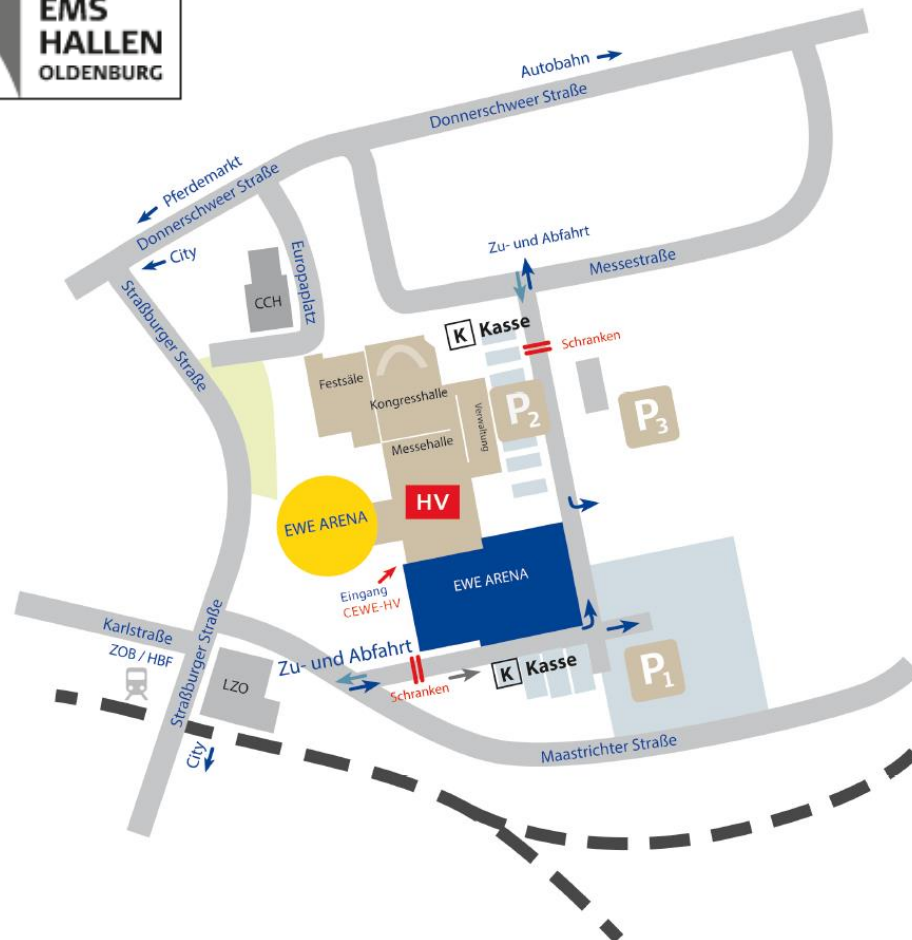 EMS
HALLEN
OLDENBURG
Autobahn
Donnerschweer Straße
Pferdemarkt
Donnerschweer Straße
City
Europaplatz
CCH
Zu- und Abfahrt
Messestraße
Straßburger Straße
K Kasse
Schranken
Festsäle
Kongresshalle
Verwaltung
P2
P3
Messehalle
HV
EWE ARENA
EWE ARENA
Eingang
CEWE-HV
Karlstraße
ZOB / HBF
Straßburger Straße
Zu- und Abfahrt
LZO
Schranken
K Kasse
P1
City
Maastrichter Straße